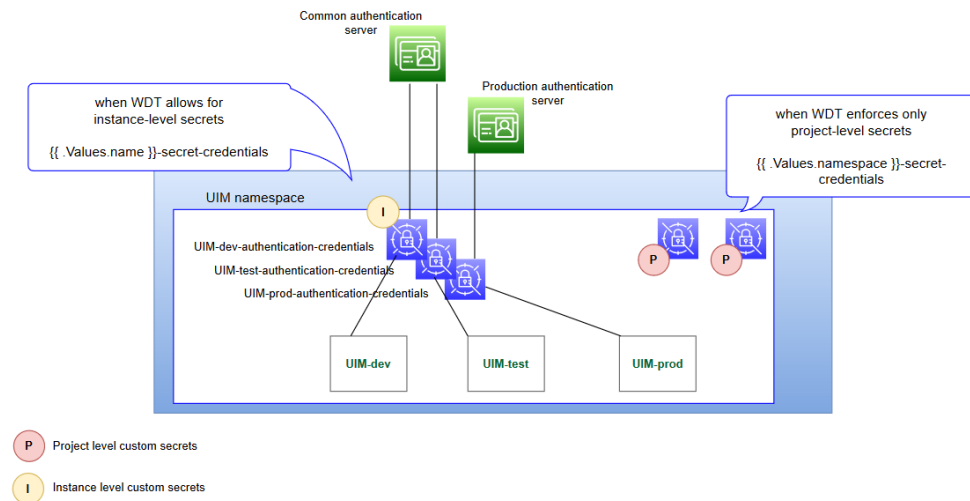 Common authentication
server
Production authentication
server
when WDT allows for
instance-level secrets
{{ .Values.name }}-secret-credentials
when WDT enforces only
project-level secrets
{{ .Values.namespace }}-secret-
credentials
UIM namespace
I
UIM-dev-authentication-credentials
UIM-test-authentication-credentials
UIM-prod-authentication-credentials
P
P
UIM-dev
UIM-test
UIM-prod
P
Project level custom secrets
I
Instance level custom secrets